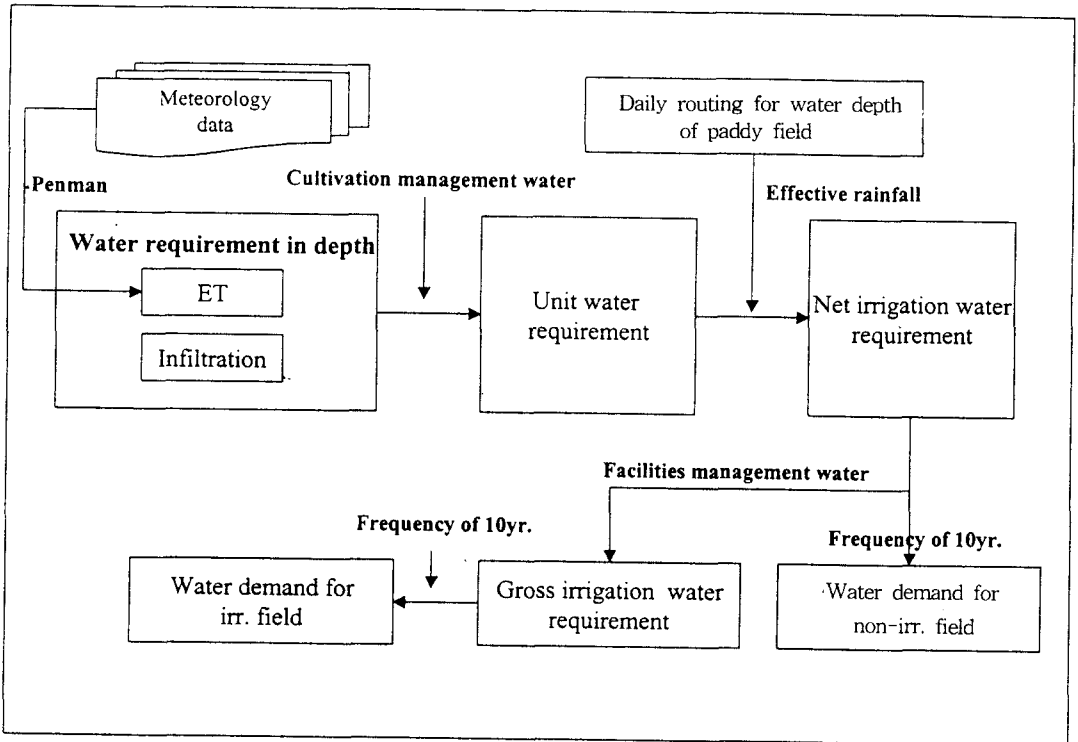 Meteorology
data
Daily routing for water depth
of paddy field
Penman
Cultivation management water
Effective rainfall
Water requirement in depth
ET
Infiltration
Unit water
requirement
Net irrigation water
requirement
Facilities management water
Frequency of 10yr.
Frequency of 10yr.
Water demand for
irr. field
Gross irrigation water
requirement
Water demand for
non-irr. field